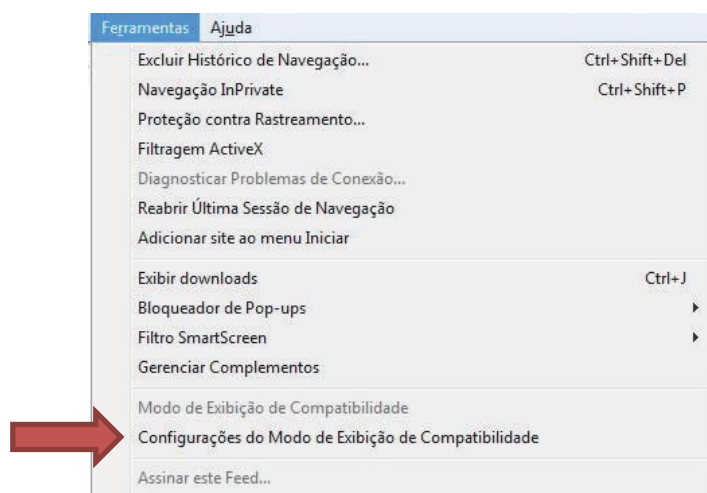 Ferramentas Ajuda
Excluir Histórico de Navegação... Ctrl+Shift+Del
Navegação InPrivate Ctrl+Shift+P
Proteção contra Rastreamento...
Filtragem ActiveX
Diagnosticar Problemas de Conexão...
Reabrir Última Sessão de Navegação
Adicionar site ao menu Iniciar
Exibir downloads Ctrl+J
Bloqueador de Pop-ups
Filtro SmartScreen
Gerenciar Complementos
Modo de Exibição de Compatibilidade
Configurações do Modo de Exibição de Compatibilidade
Assinar este Feed...